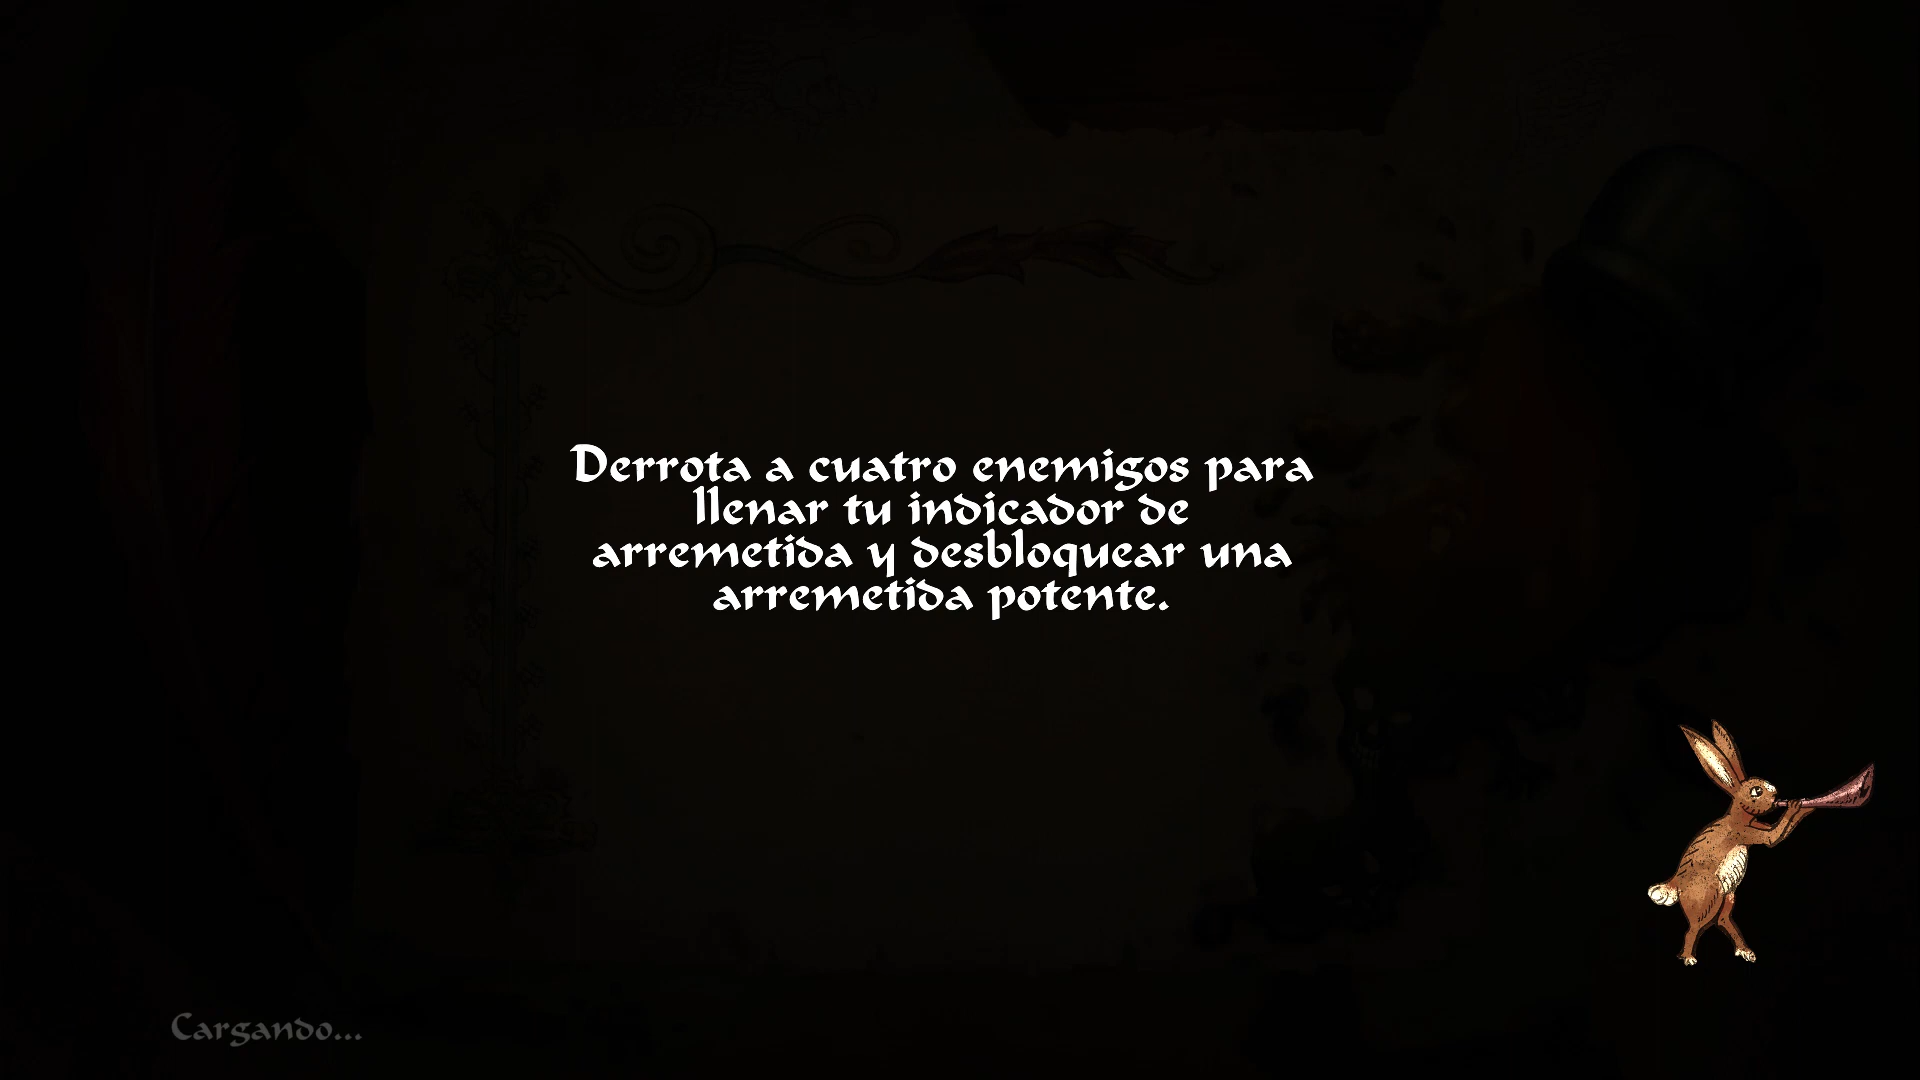 Derrota a cuatro enemigos para
llenar tu indicador de
arremetida y desbloquear una
arremetida potente.
Cargando...